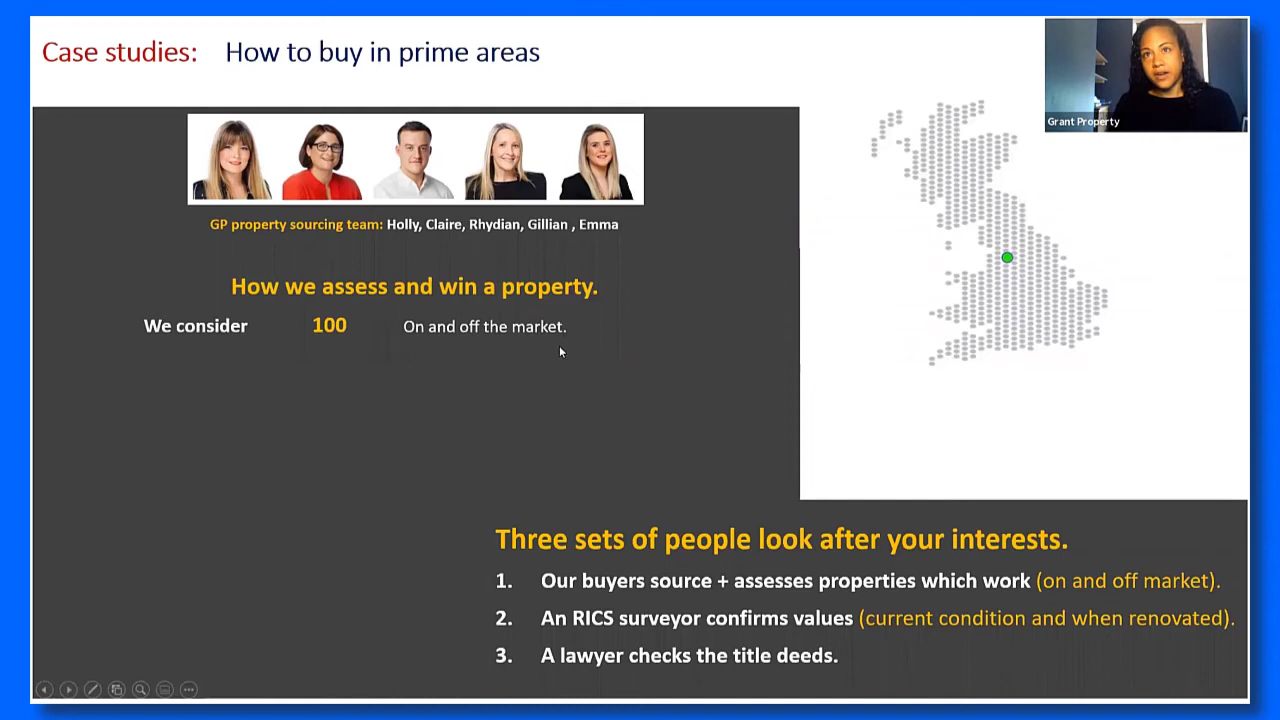 Case studies: How to buy in prime areas
Grant Property
GP property sourcing team: Holly, Claire, Rhydian, Gillian , Emma
How we assess and win a property.
We consider 100 On and off the market.
Three sets of people look after your interests.
1. Our buyers source + assesses properties which work (on and off market).
2. An RICS surveyor confirms values (current condition and when renovated).
3. A lawyer checks the title deeds.